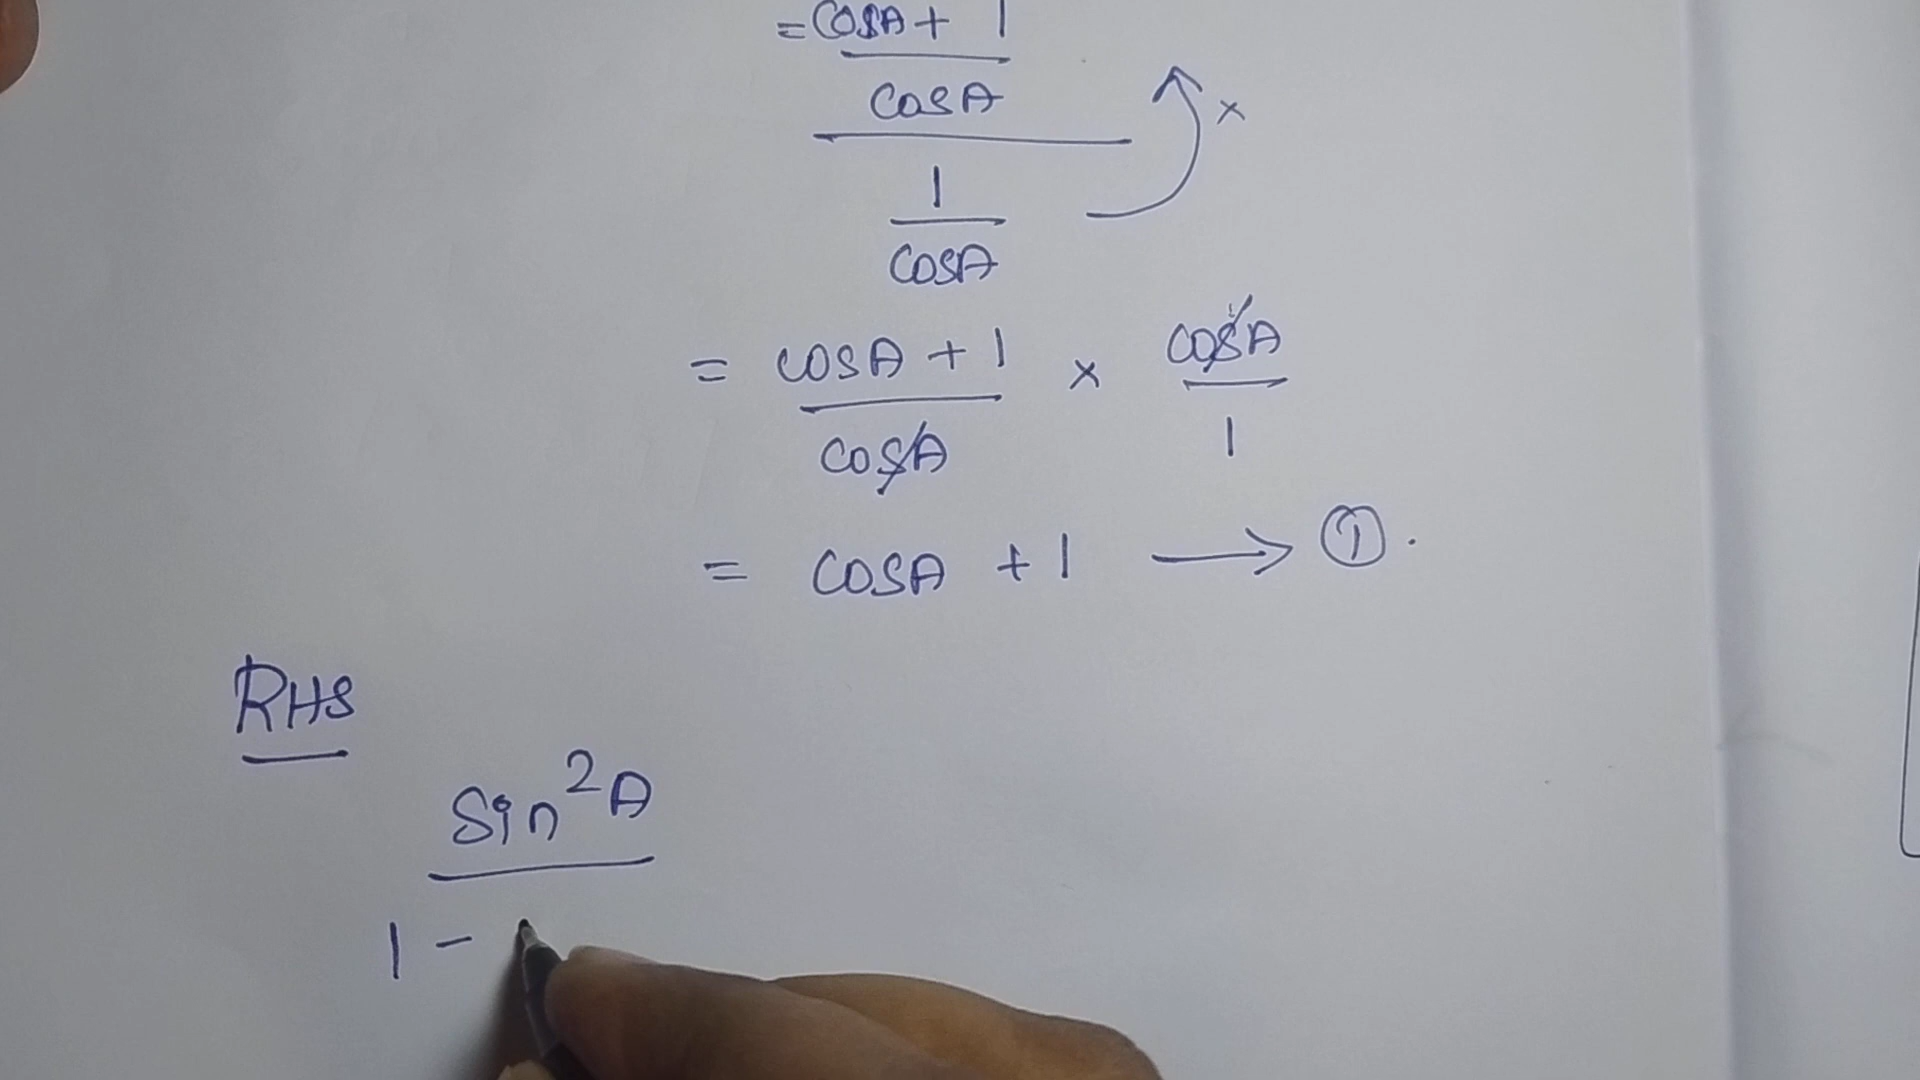 = COSA + 1
COSA
x
1
COSA
= COSA + 1 x COSA
COSA 1
= COSA + 1 → ①.
RHS
Sin²A
1 -